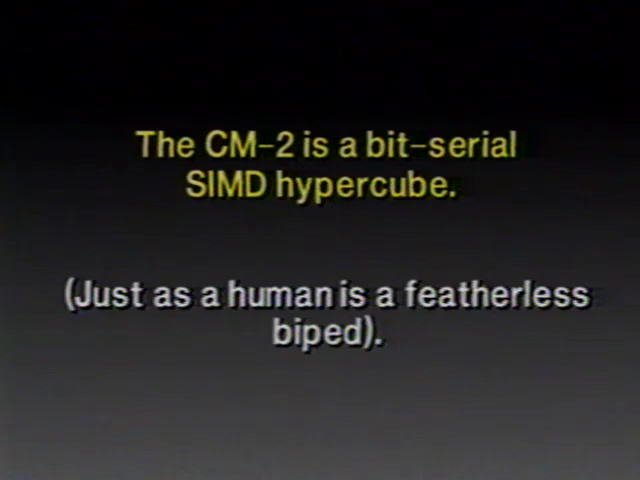 The CM-2 is a bit-serial
SIMD hypercube.
(Just as a human is a featherless
biped).